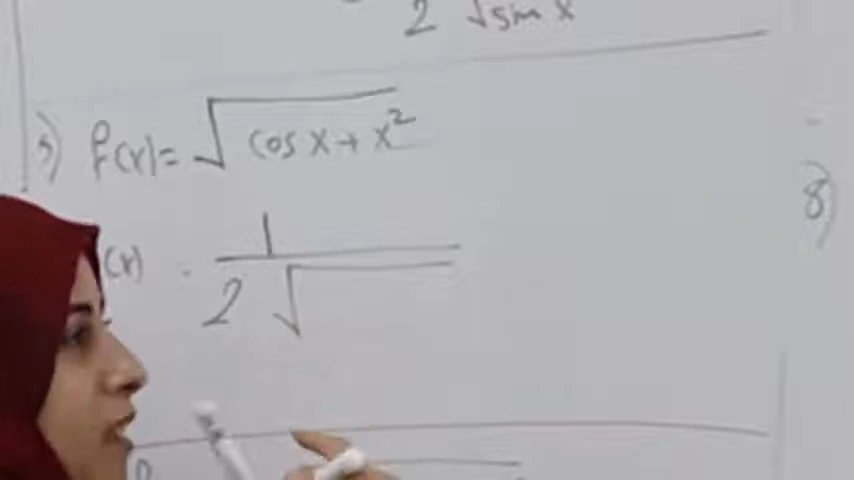 2 √sin x
5) f(x) = √cos x + x²
(x) = 1 / 2 √
8)